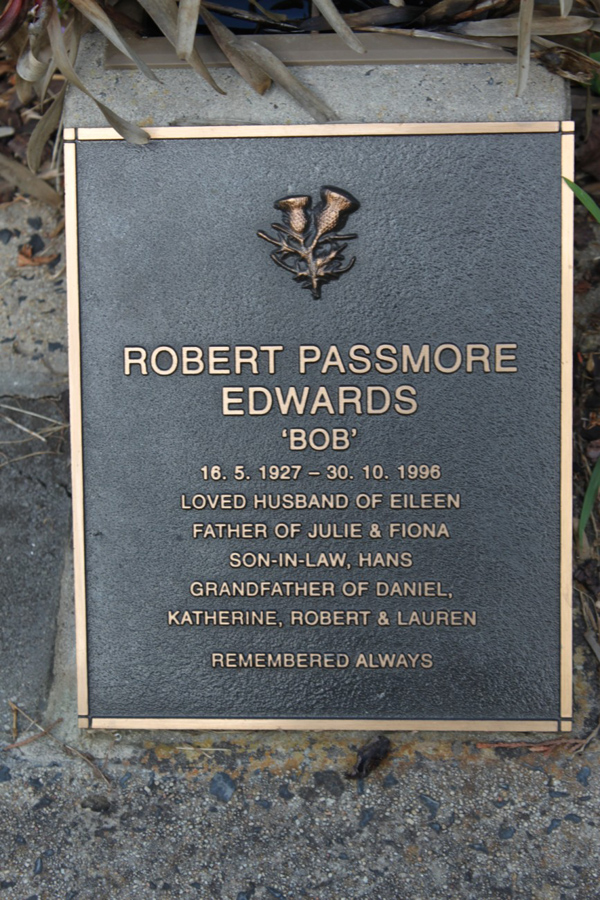 ROBERT PASSMORE
EDWARDS
‘BOB’
16. 5. 1927 – 30. 10. 1996
LOVED HUSBAND OF EILEEN
FATHER OF JULIE & FIONA
SON-IN-LAW, HANS
GRANDFATHER OF DANIEL,
KATHERINE, ROBERT & LAUREN
REMEMBERED ALWAYS